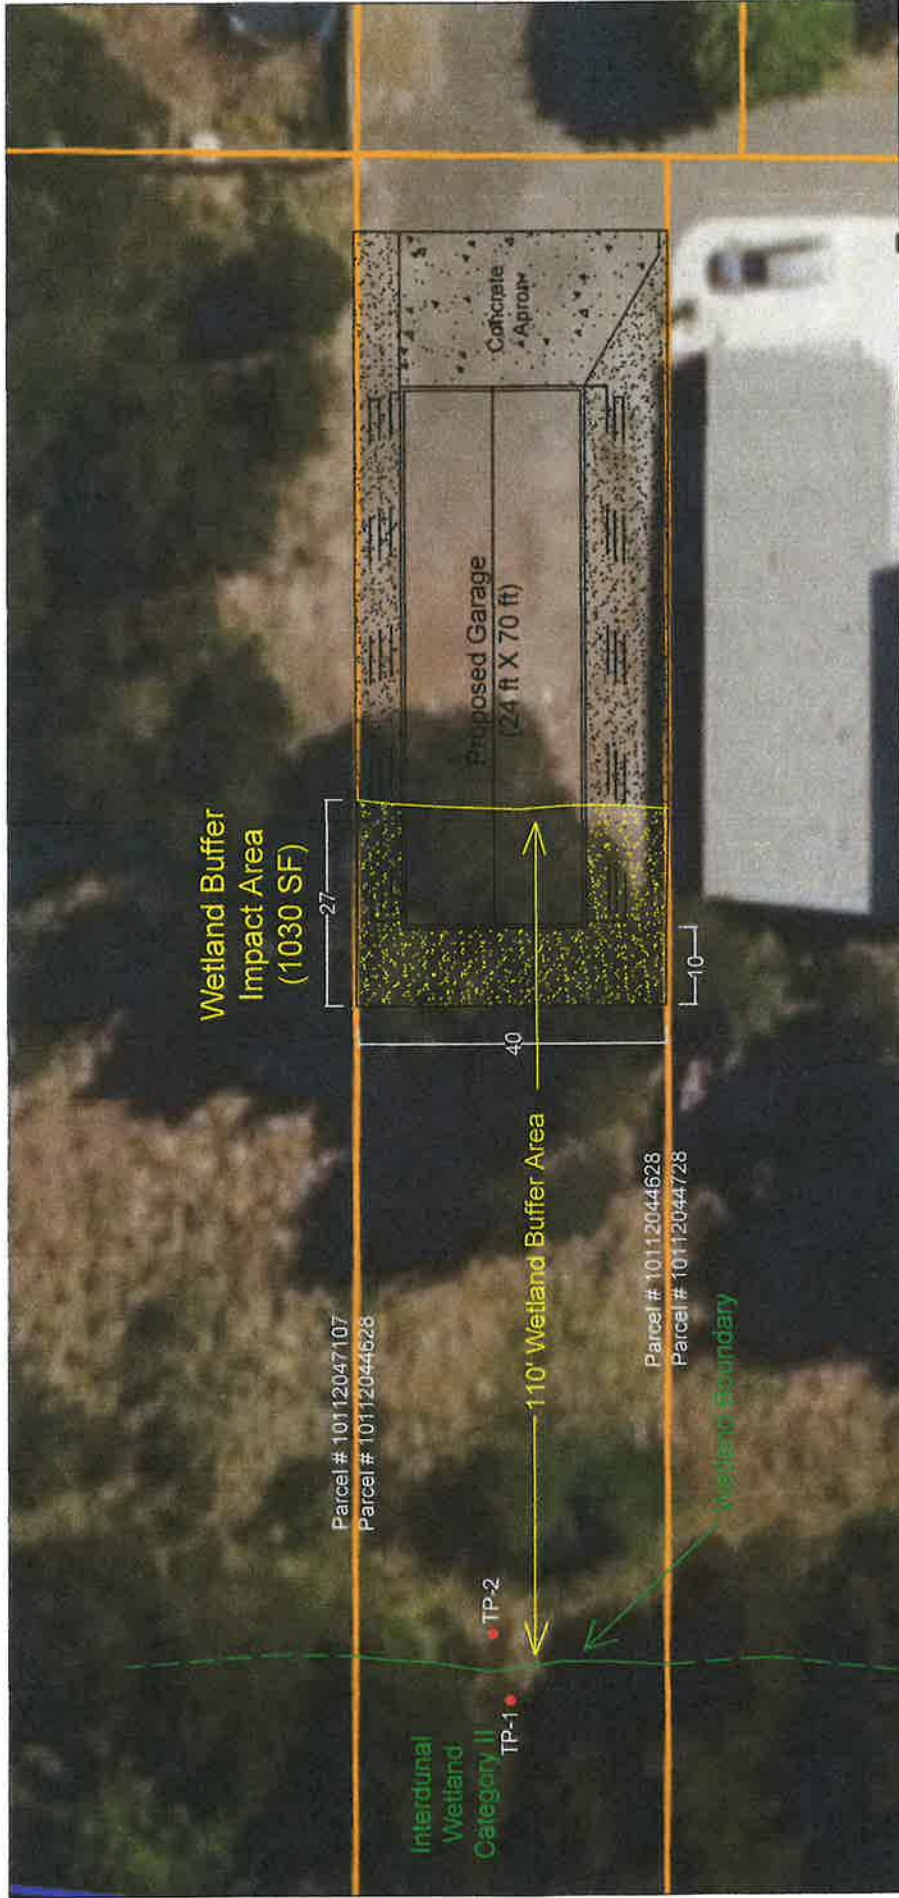 Wetland Buffer
Impact Area
(1030 SF)
27
Concrete
Apron
Proposed Garage
(24 ft X 70 ft)
10
40
110' Wetland Buffer Area
Parcel # 10112047107
Parcel # 10112044628
Parcel # 10112044628
Parcel # 10112044728
Wetland Boundary
TP-2
TP-1
Interdunal
Wetland
Category II